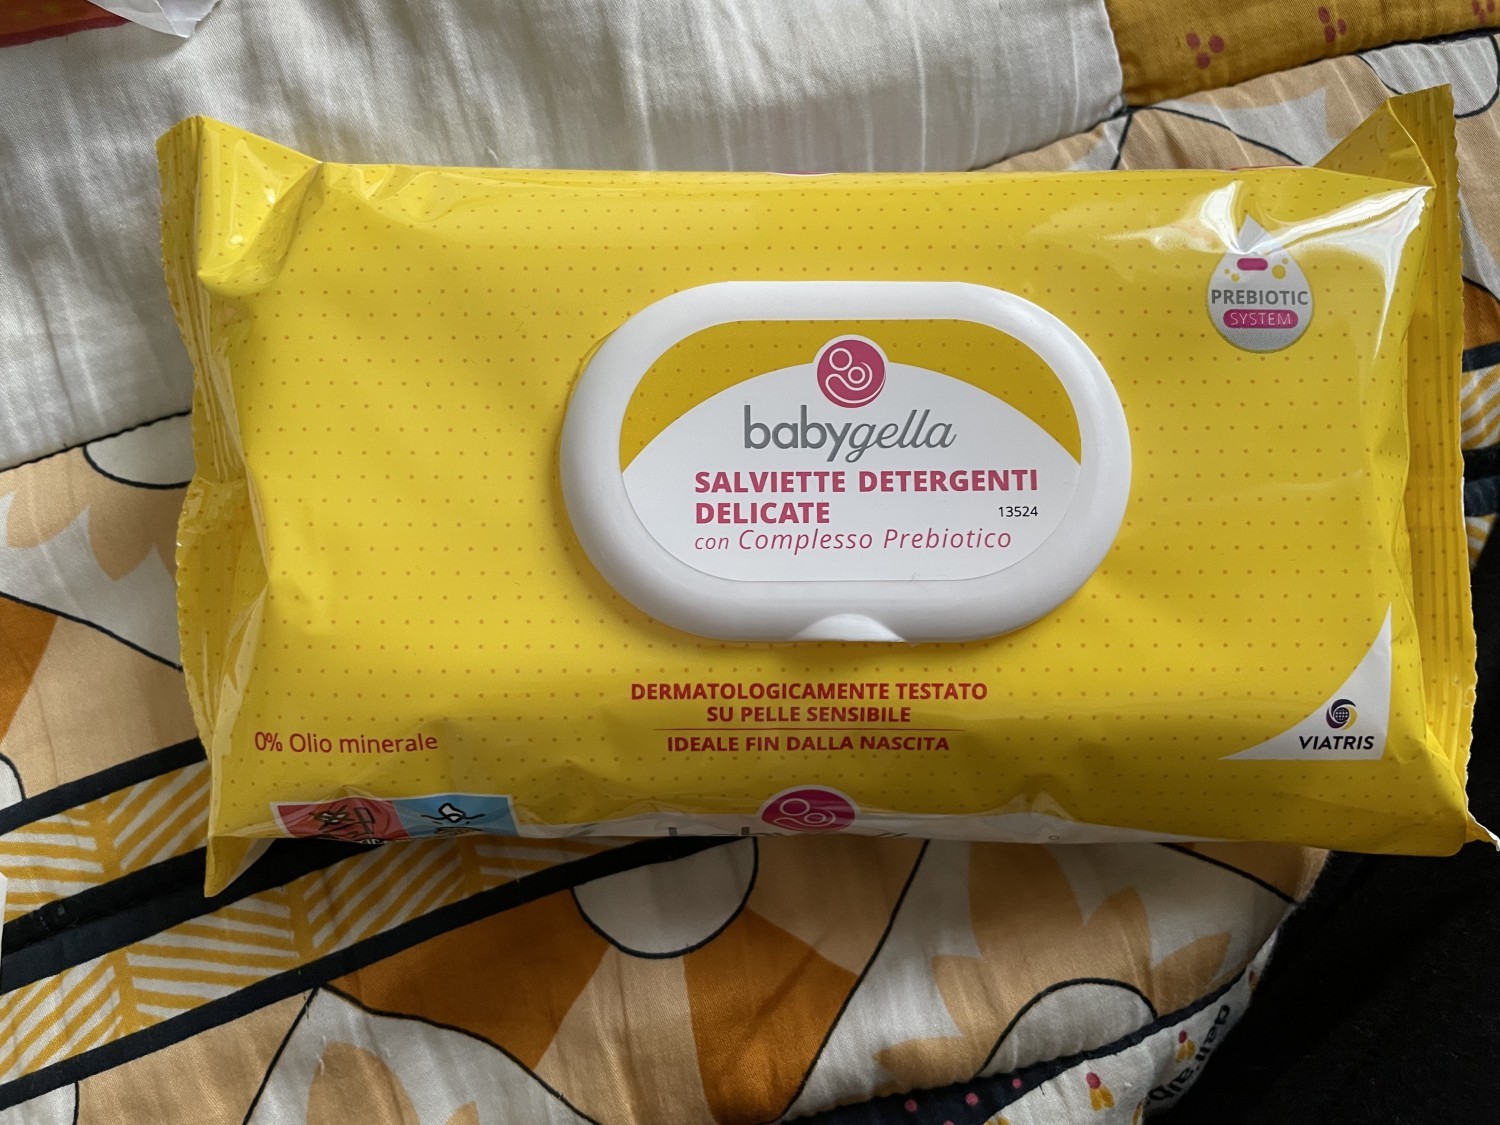 PREBIOTIC
SYSTEM
babygella
SALVIETTE DETERGENTI
DELICATE
13524
con Complesso Prebiotico
DERMATOLOGICAMENTE TESTATO
SU PELLE SENSIBILE
IDEALE FIN DALLA NASCITA
0% Olio minerale
VIATRIS